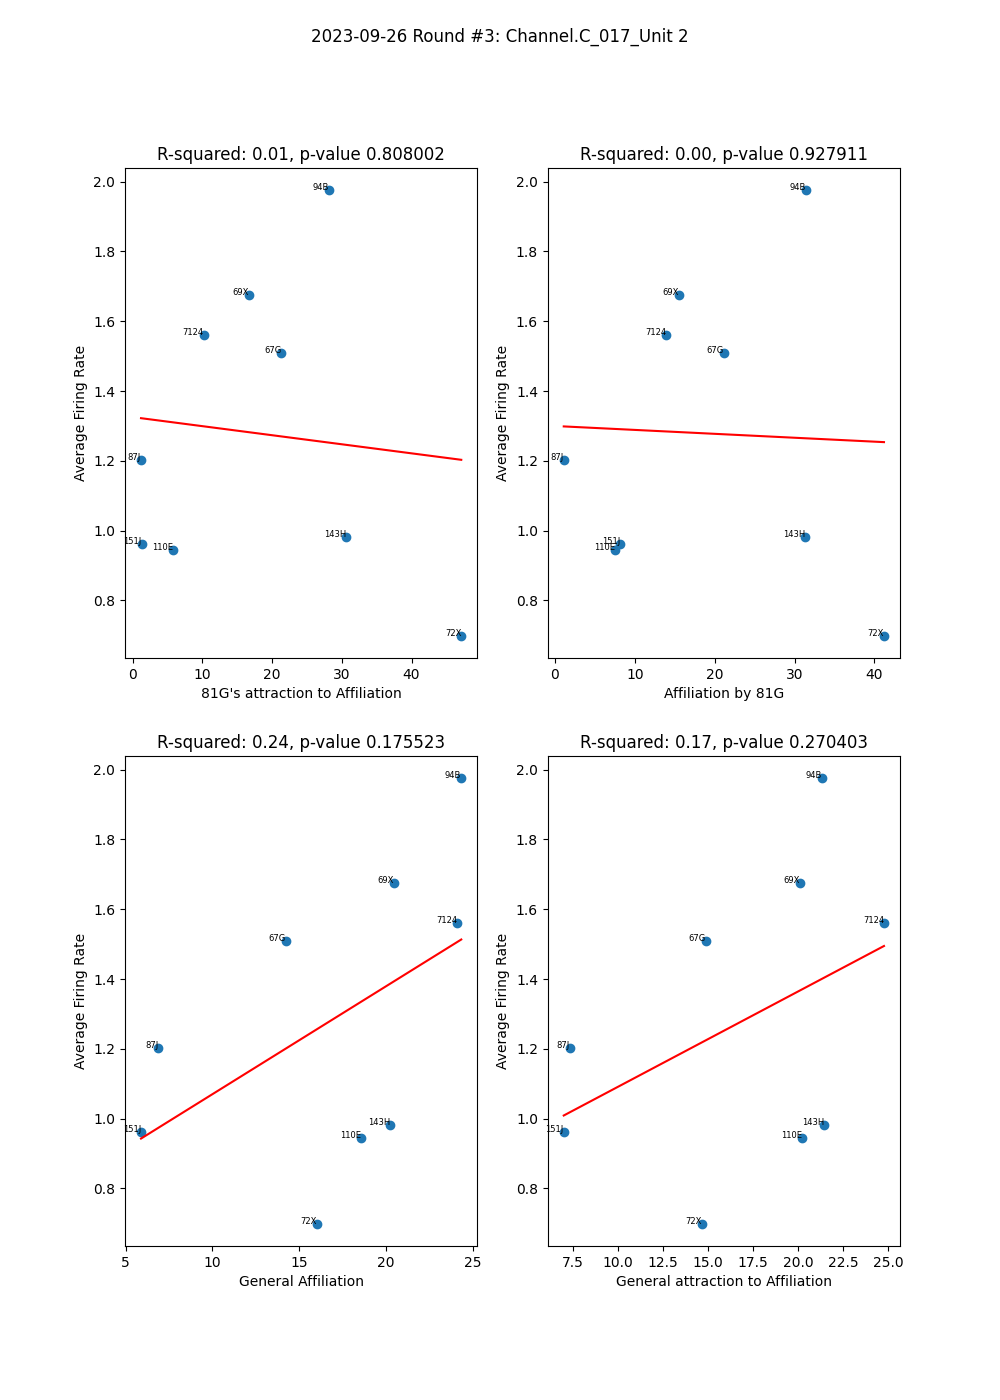 2023-09-26 Round #3: Channel.C_017_Unit 2
R-squared: 0.01, p-value 0.808002
2.0
1.8
1.6
1.4
1.2
1.0
0.8
Average Firing Rate
94B
69X
7124
67G
87J
151J
110E
143H
72X
0 10 20 30 40
81G's attraction to Affiliation
R-squared: 0.00, p-value 0.927911
2.0
1.8
1.6
1.4
1.2
1.0
0.8
Average Firing Rate
94B
69X
7124
67G
87J
151J
110E
143H
72X
0 10 20 30 40
Affiliation by 81G
R-squared: 0.24, p-value 0.175523
2.0
1.8
1.6
1.4
1.2
1.0
0.8
Average Firing Rate
94B
69X
7124
67G
87J
151J
143H
110E
72X
5 10 15 20 25
General Affiliation
R-squared: 0.17, p-value 0.270403
2.0
1.8
1.6
1.4
1.2
1.0
0.8
Average Firing Rate
94B
69X
7124
67G
87J
151J
143H
110E
72X
7.5 10.0 12.5 15.0 17.5 20.0 22.5 25.0
General attraction to Affiliation